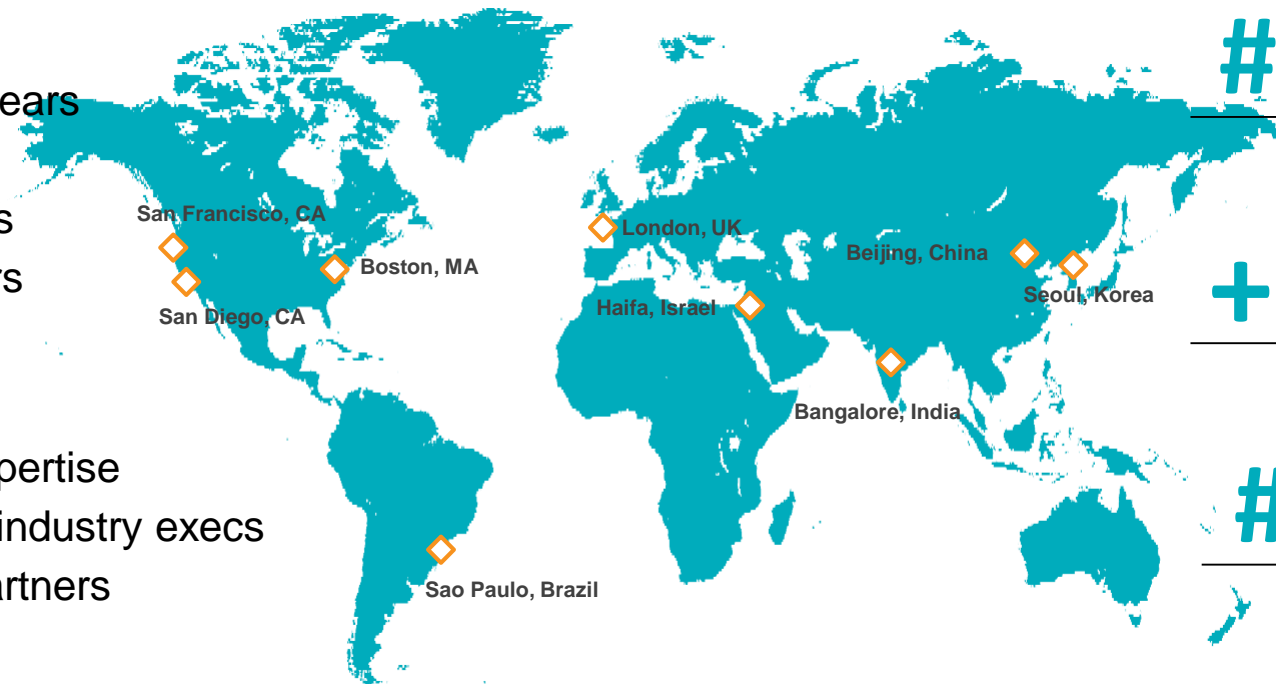 #
ears
s
San Francisco, CA
London, UK
Beijing, China
rs
Boston, MA
Seoul, Korea
+
San Diego, CA
Haifa, Israel
Bangalore, India
pertise
industry execs
#
artners
Sao Paulo, Brazil